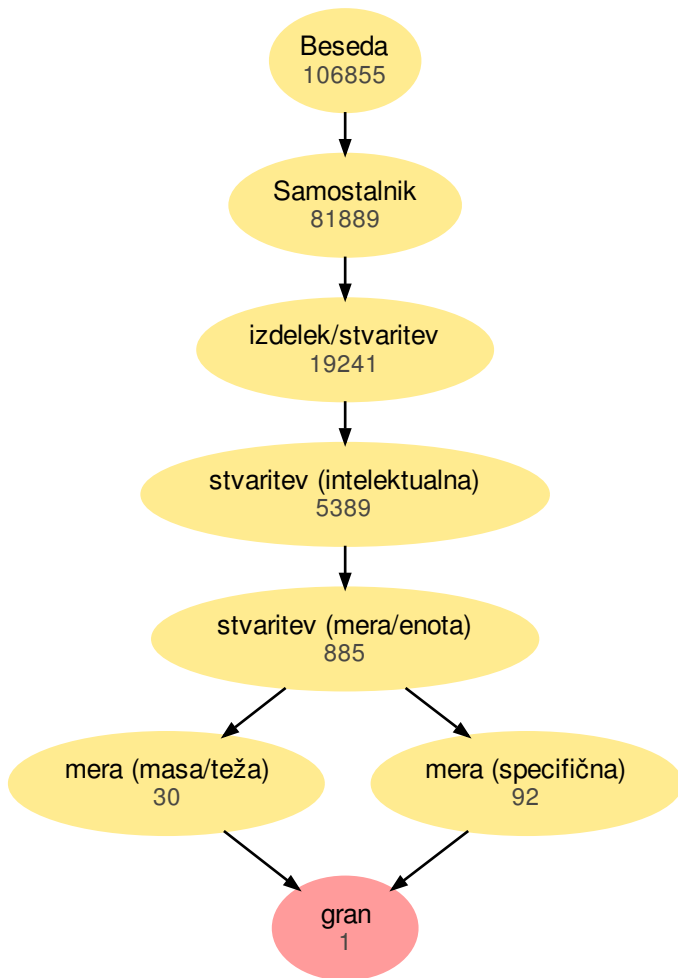 Beseda
106855
Samostalnik
81889
izdelek/stvaritev
19241
stvaritev (intelektualna)
5389
stvaritev (mera/enota)
885
mera (masa/teža)
30
mera (specifična)
92
gran
1